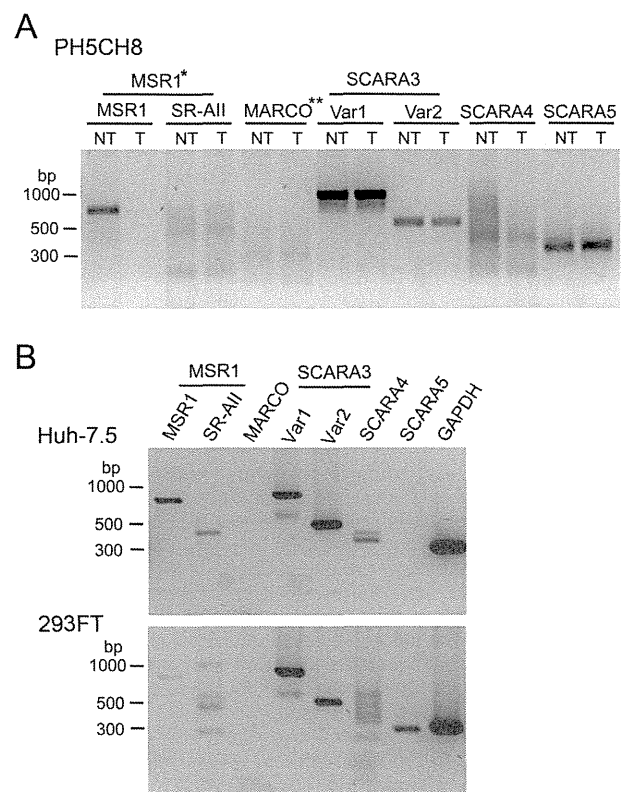 A
PH5CH8
MSR1* SCARA3
MSR1 SR-AII MARCO** Var1 Var2 SCARA4 SCARA5
NT T NT T NT T NT T NT T NT T NT T
bp
1000
500
300
B
MSR1 SCARA3
MSR1 SR-AII MARCO Var1 Var2 SCARA4 SCARA5 GAPDH
Huh-7.5
bp
1000
500
300
293FT
bp
1000
500
300